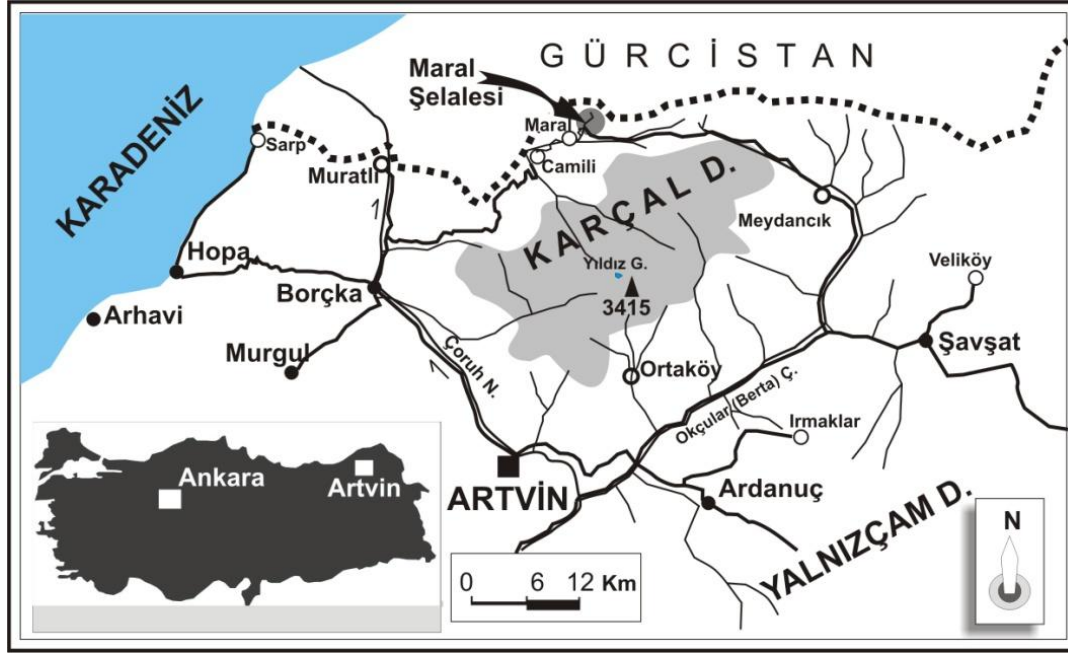 GÜRCİSTAN
Maral
Şelalesi
KARADENİZ
Maral
Sarp
Camili
Muratlı
KARÇAL D.
Meydancık
Hopa
Yıldız G.
Veliköy
Borçka
3415
Arhavi
Şavşat
Murgul
Çoruh N.
Ortaköy
Okçular (Berta) Ç.
Irmaklar
Ankara
Artvin
ARTVİN
Ardanuç
YALNIZÇAM D.
N
0 6 12 Km